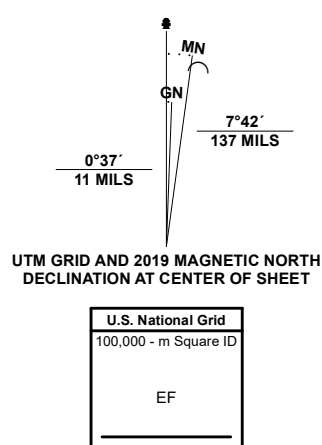 MN
GN
7°42´
137 MILS
0°37´
11 MILS
UTM GRID AND 2019 MAGNETIC NORTH
DECLINATION AT CENTER OF SHEET
U.S. National Grid
100,000 - m Square ID
EF